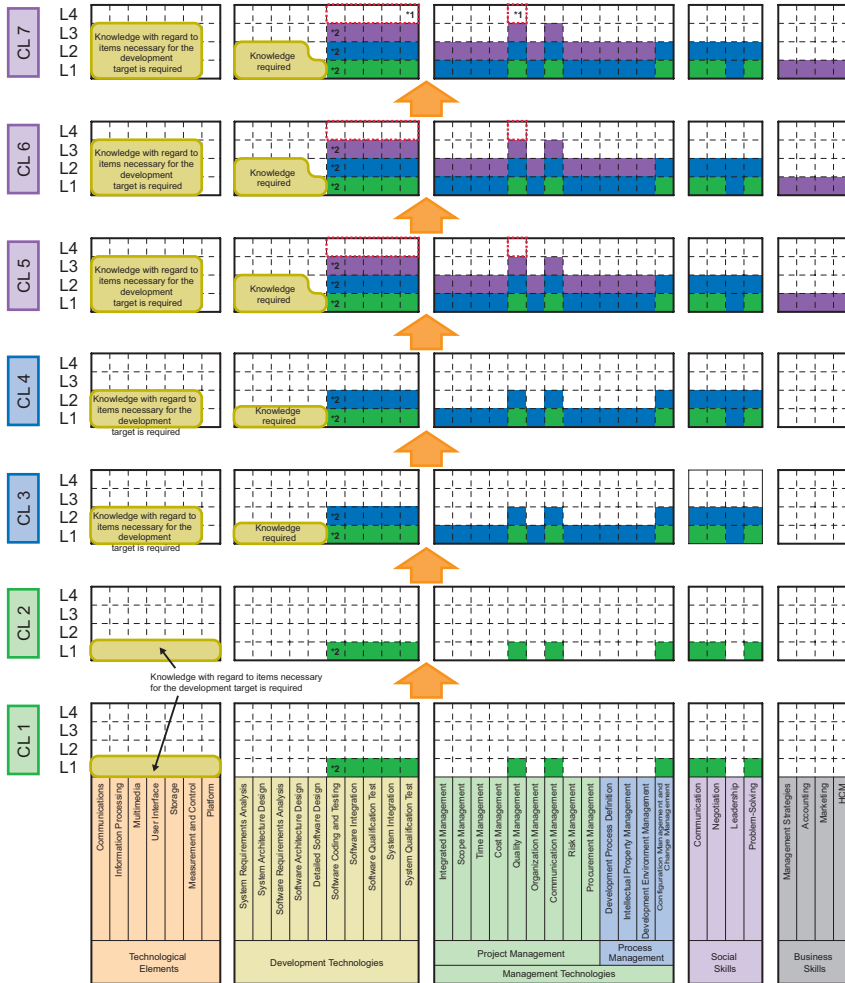 CL 7
L4
L3
L2
L1
Knowledge with regard to
items necessary for the
development
target is required
Knowledge
required
*1
*2
*2
*2
*1
CL 6
L4
L3
L2
L1
Knowledge with regard to
items necessary for the
development
target is required
Knowledge
required
*2
*2
*2
CL 5
L4
L3
L2
L1
Knowledge with regard to
items necessary for the
development
target is required
Knowledge
required
*2
*2
*2
CL 4
L4
L3
L2
L1
Knowledge with regard to
items necessary for the
development
target is required
Knowledge
required
*2
*2
CL 3
L4
L3
L2
L1
Knowledge with regard to
items necessary for the
development
target is required
Knowledge
required
*2
*2
CL 2
L4
L3
L2
L1
*2
Knowledge with regard to items necessary
for the development target is required
CL 1
L4
L3
L2
L1
*2
Communications
Information Processing
Multimedia
User Interface
Storage
Measurement and Control
Platform
Technological
Elements
System Requirements Analysis
System Architecture Design
Software Requirements Analysis
Software Architecture Design
Detailed Software Design
Software Coding and Testing
Software Integration
Software Qualification Test
System Integration
System Qualification Test
Development Technologies
Integrated Management
Scope Management
Time Management
Cost Management
Quality Management
Organization Management
Communication Management
Risk Management
Procurement Management
Development Process Definition
Intellectual Property Management
Development Environment Management
Configuration Management and
Change Management
Project Management
Process
Management
Management Technologies
Communication
Negotiation
Leadership
Problem-Solving
Social
Skills
Management Strategies
Accounting
Marketing
HCM
Business
Skills